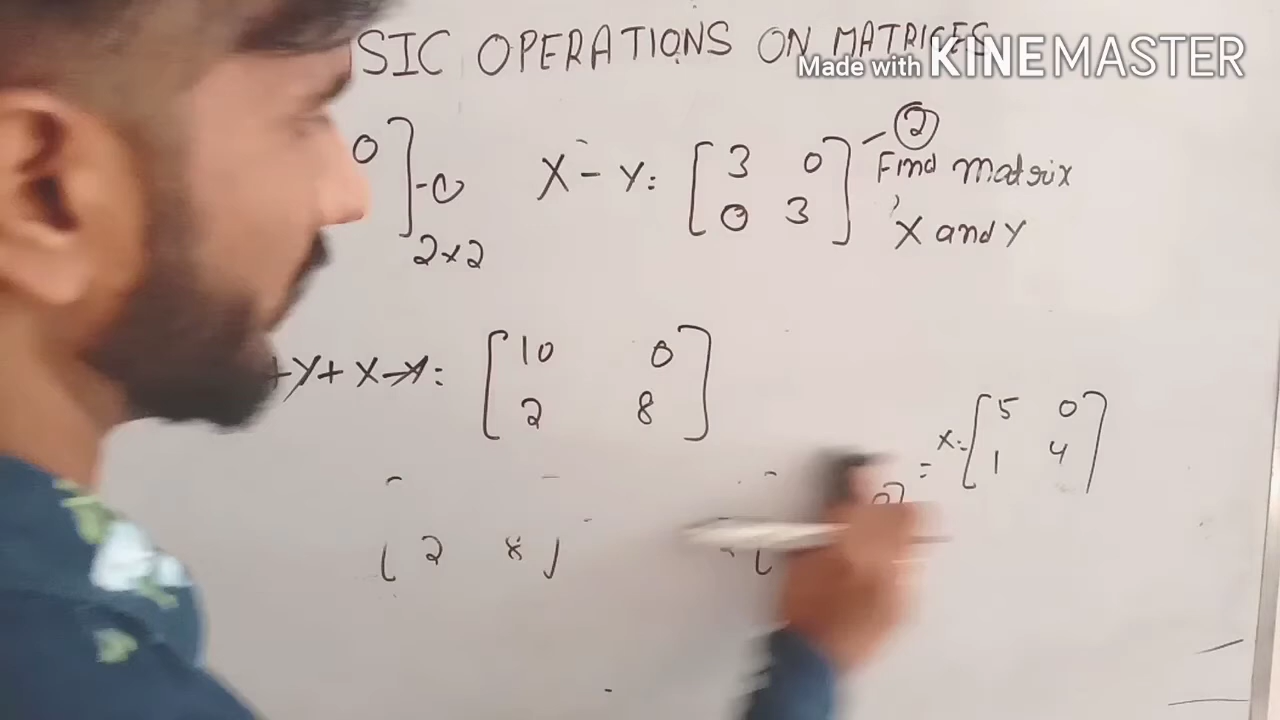 SIC OPERATIONS ON MATRICES
Made with KINEMASTER
0 ] -① X - Y: [ 3 0 ] - ② Find matrix
2×2 [ 0 3 ] X and Y
+Y+ X-Y: [ 10 0 ]
[ 2 8 ]
= X= [ 5 0 ]
[ 1 4 ]
[ 2 8 ]